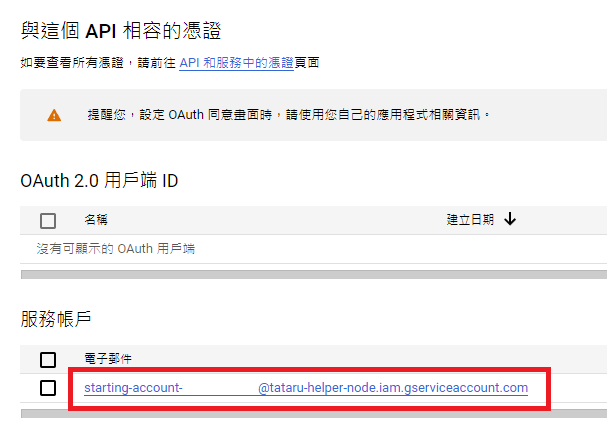 與這個 API 相容的憑證
如要查看所有憑證，請前往 API 和服務中的憑證頁面
提醒您，設定 OAuth 同意畫面時，請使用您自己的應用程式相關資訊。
OAuth 2.0 用戶端 ID
名稱 建立日期
沒有可顯示的 OAuth 用戶端
服務帳戶
電子郵件
starting-account- @tataru-helper-node.iam.gserviceaccount.com